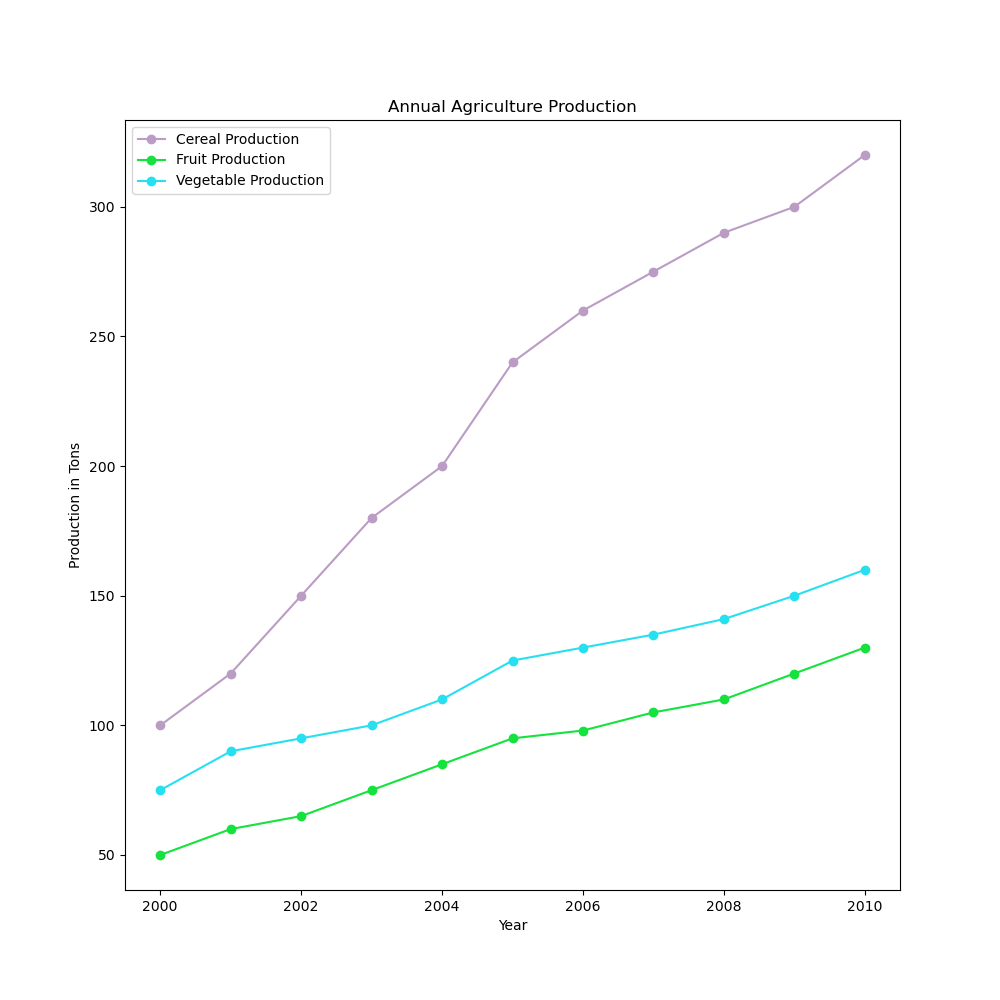 Annual Agriculture Production
Cereal Production
Fruit Production
Vegetable Production
Production in Tons
300
250
200
150
100
50
2000 2002 2004 2006 2008 2010
Year